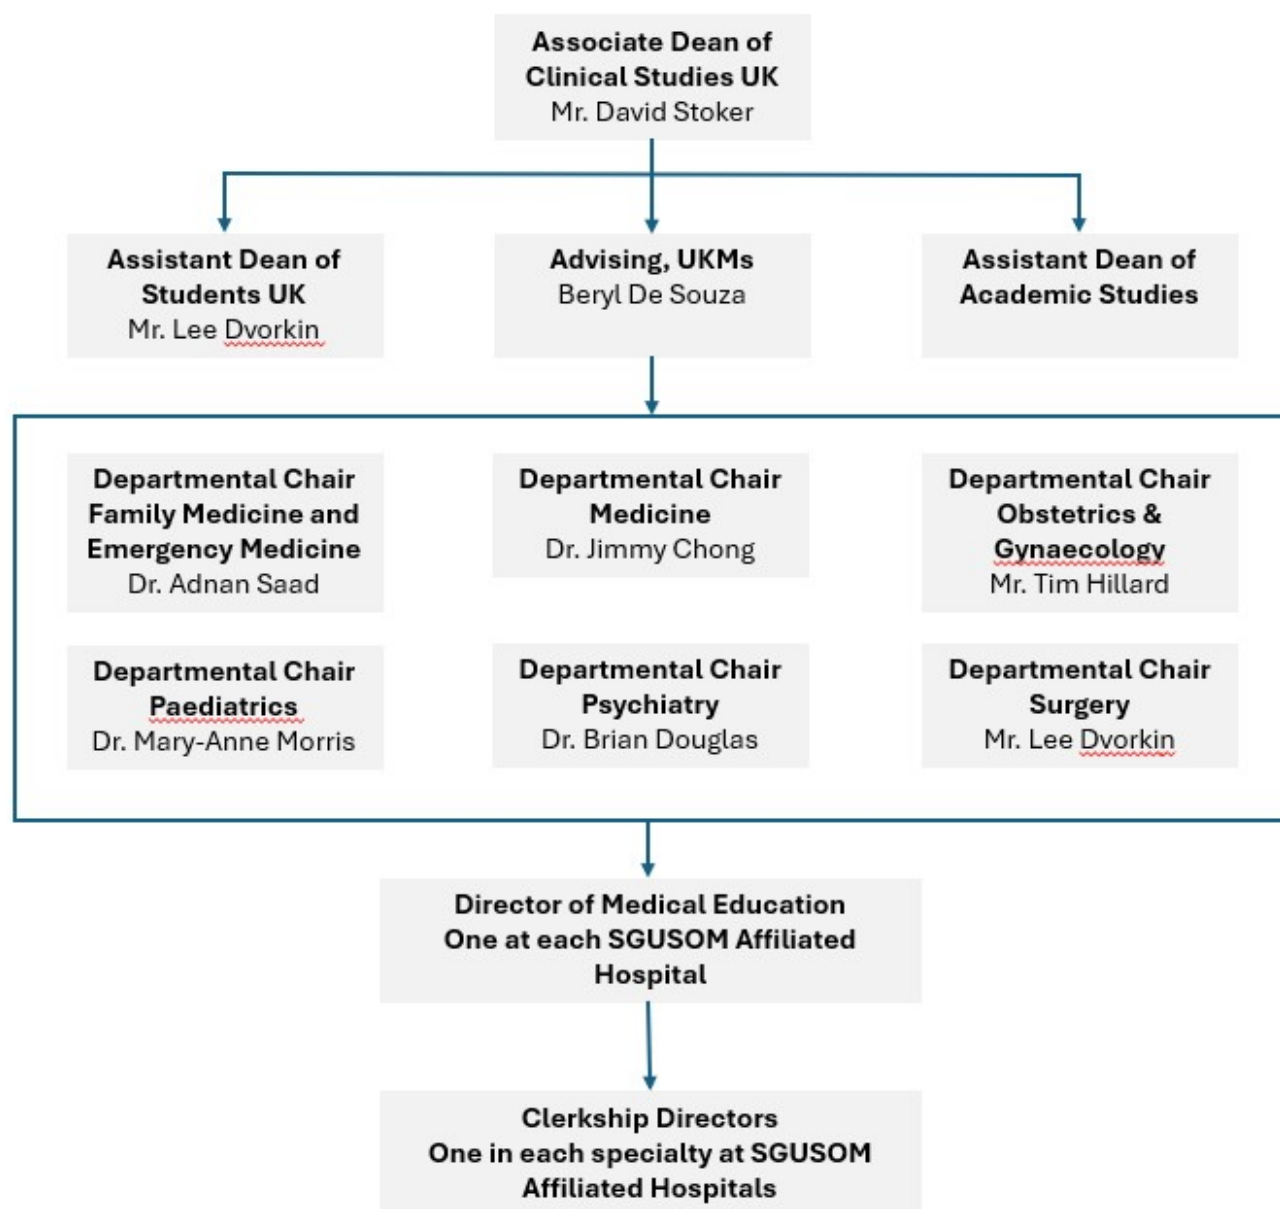 Associate Dean of
Clinical Studies UK
Mr. David Stoker
Assistant Dean of
Students UK
Mr. Lee Dvorkin
Advising, UKMs
Beryl De Souza
Assistant Dean of
Academic Studies
Departmental Chair
Family Medicine and
Emergency Medicine
Dr. Adnan Saad
Departmental Chair
Medicine
Dr. Jimmy Chong
Departmental Chair
Obstetrics &
Gynaecology
Mr. Tim Hillard
Departmental Chair
Paediatrics
Dr. Mary-Anne Morris
Departmental Chair
Psychiatry
Dr. Brian Douglas
Departmental Chair
Surgery
Mr. Lee Dvorkin
Director of Medical Education
One at each SGUSOM Affiliated
Hospital
Clerkship Directors
One in each specialty at SGUSOM
Affiliated Hospitals